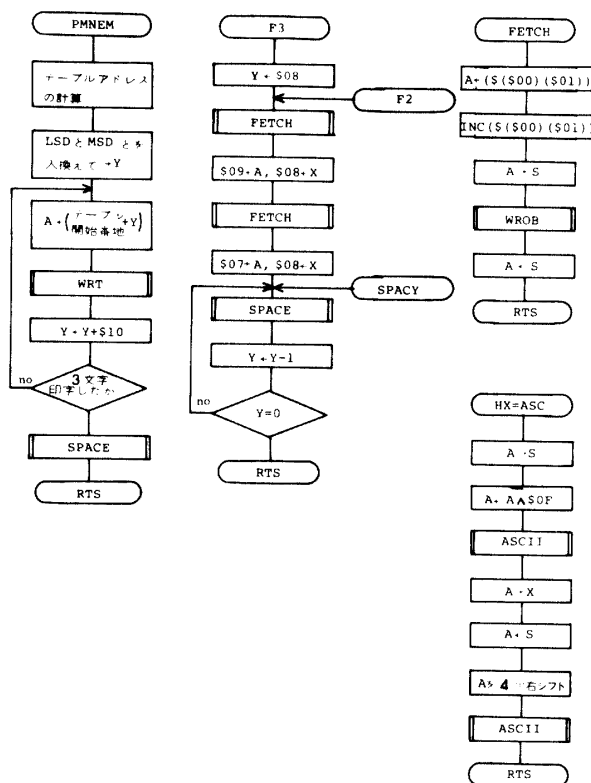 PMNEM
テーブルアドレス
の計算
LSDとMSDとを
入換えて→Y
A←(テーブル
開始番地+Y)
WRT
Y←Y+$10
3文字
印字したか
no
SPACE
RTS
F3
Y←$08
F2
FETCH
$09←A, $08←X
FETCH
$07←A, $08←X
SPACY
SPACE
Y←Y-1
Y=0
no
RTS
FETCH
A←($($00)($01))
INC($($00)($01))
A→S
WROB
A←S
RTS
HX=ASC
A→S
A←A∧$0F
ASCII
A→X
A←S
Aを4 右シフト
ASCII
RTS